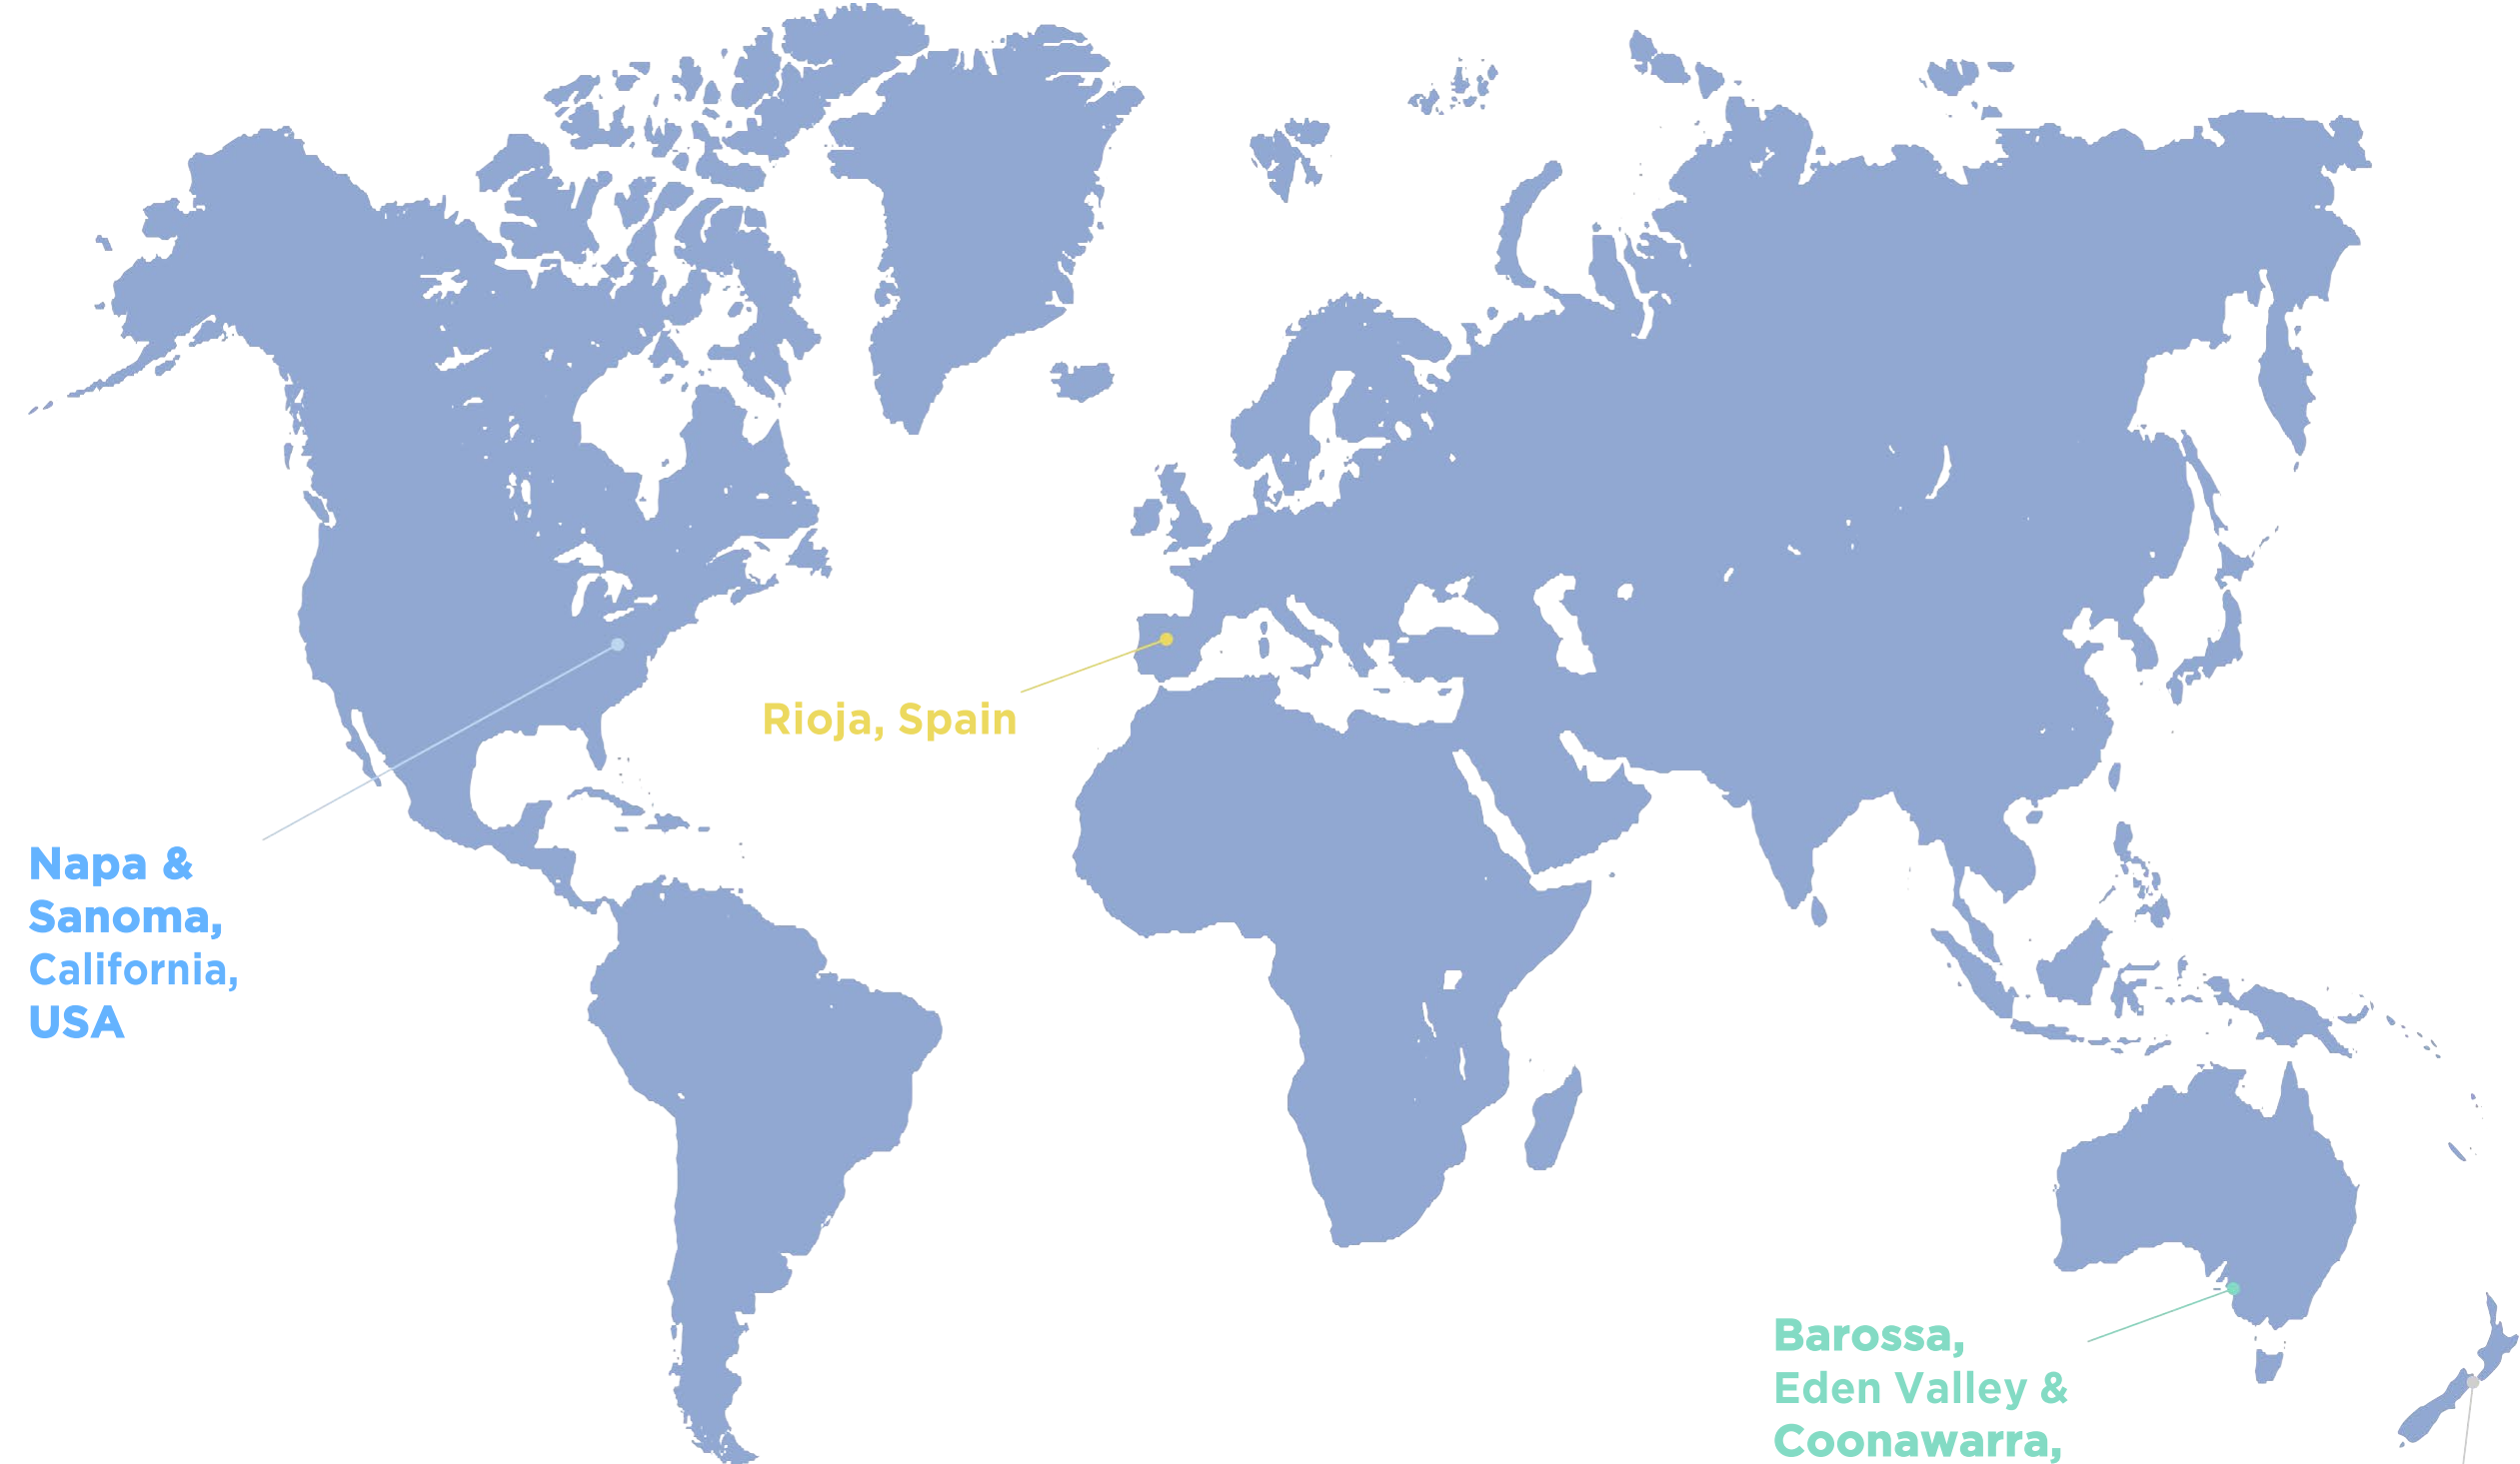 Rioja, Spain
Napa &
Sanoma,
California,
USA
Barossa,
Eden Valley &
Coonawarra,